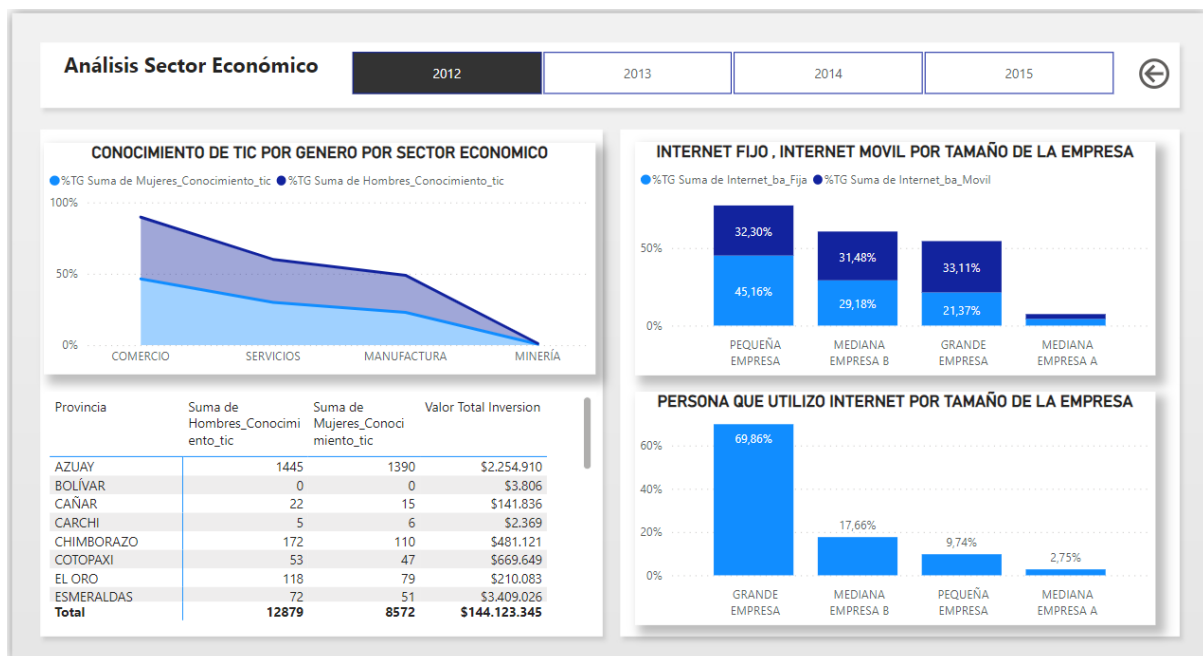 Análisis Sector Económico
2012
2013
2014
2015
CONOCIMIENTO DE TIC POR GENERO POR SECTOR ECONOMICO
%TG Suma de Mujeres_Conocimiento_tic %TG Suma de Hombres_Conocimiento_tic
100%
50%
0%
COMERCIO SERVICIOS MANUFACTURA MINERÍA
Provincia Suma de Suma de Valor Total Inversion
Hombres_Conocimi Mujeres_Conoci
ento_tic miento_tic
AZUAY 1445 1390 $2.254.910
BOLÍVAR 0 0 $3.806
CAÑAR 22 15 $141.836
CARCHI 5 6 $2.369
CHIMBORAZO 172 110 $481.121
COTOPAXI 53 47 $669.649
EL ORO 118 79 $210.083
ESMERALDAS 72 51 $3.409.026
Total 12879 8572 $144.123.345
INTERNET FIJO , INTERNET MOVIL POR TAMAÑO DE LA EMPRESA
%TG Suma de Internet_ba_Fija %TG Suma de Internet_ba_Movil
50%
0%
32,30% 31,48% 33,11%
45,16% 29,18% 21,37%
PEQUEÑA MEDIANA GRANDE MEDIANA
EMPRESA EMPRESA B EMPRESA EMPRESA A
PERSONA QUE UTILIZO INTERNET POR TAMAÑO DE LA EMPRESA
60%
40%
20%
0%
69,86%
17,66%
9,74%
2,75%
GRANDE MEDIANA PEQUEÑA MEDIANA
EMPRESA EMPRESA B EMPRESA EMPRESA A